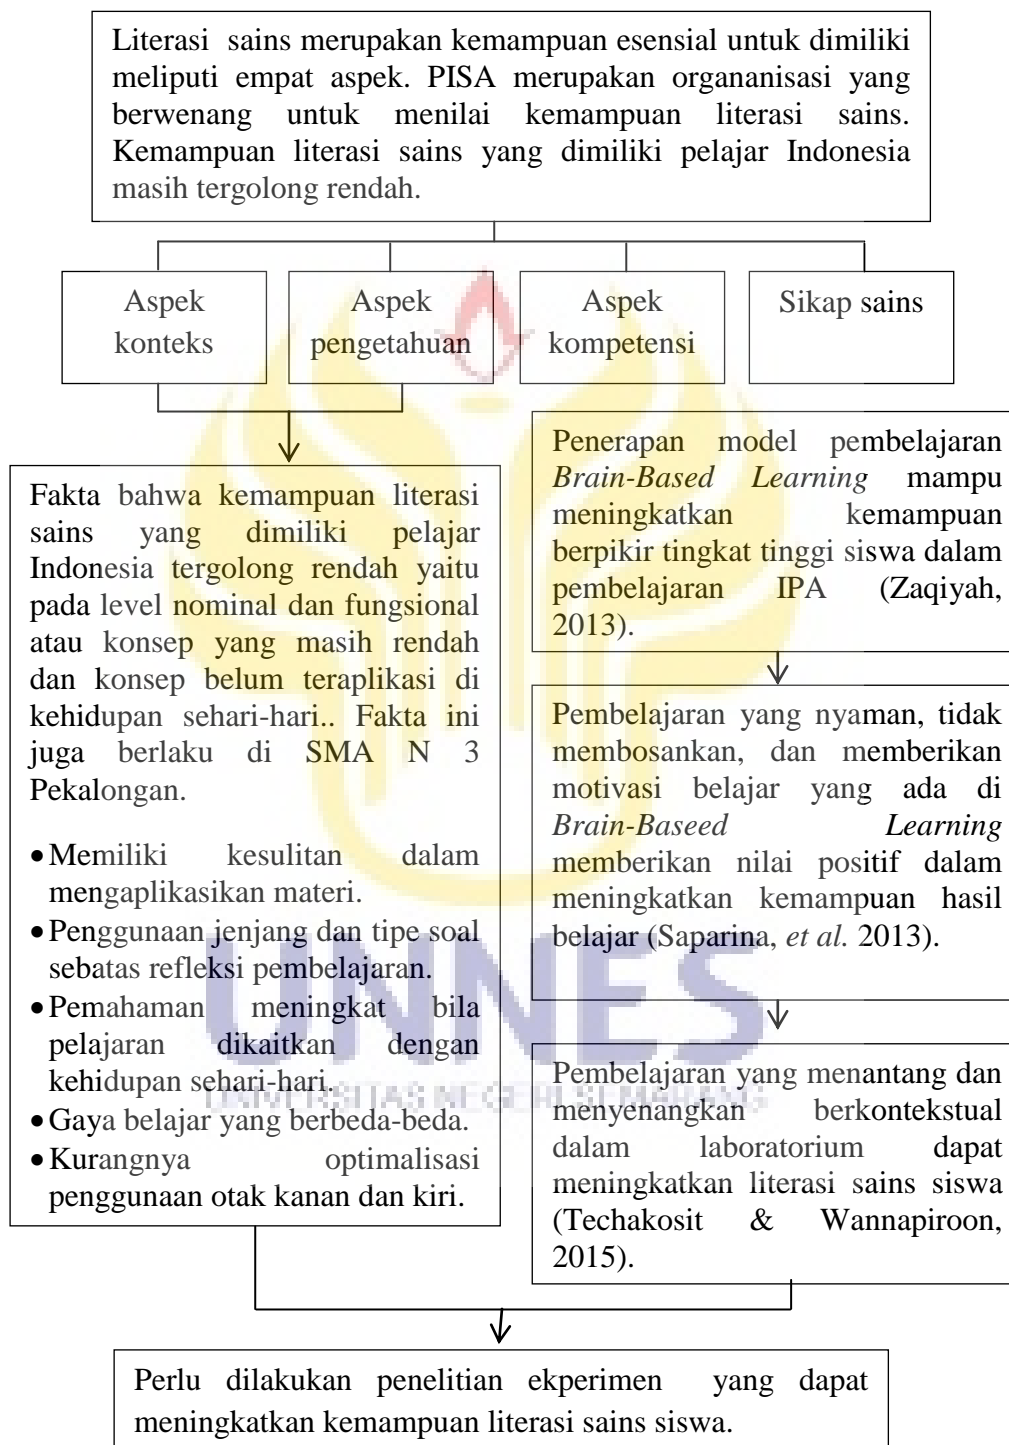 Literasi sains merupakan kemampuan esensial untuk dimiliki
meliputi empat aspek. PISA merupakan organanisasi yang
berwenang untuk menilai kemampuan literasi sains.
Kemampuan literasi sains yang dimiliki pelajar Indonesia
masih tergolong rendah.
Aspek
konteks
Aspek
pengetahuan
Aspek
kompetensi
Sikap sains
Fakta bahwa kemampuan literasi
sains yang dimiliki pelajar
Indonesia tergolong rendah yaitu
pada level nominal dan fungsional
atau konsep yang masih rendah
dan konsep belum teraplikasi di
kehidupan sehari-hari.. Fakta ini
juga berlaku di SMA N 3
Pekalongan.
• Memiliki kesulitan dalam
mengaplikasikan materi.
• Penggunaan jenjang dan tipe soal
sebatas refleksi pembelajaran.
• Pemahaman meningkat bila
pelajaran dikaitkan dengan
kehidupan sehari-hari.
• Gaya belajar yang berbeda-beda.
• Kurangnya optimalisasi
penggunaan otak kanan dan kiri.
Penerapan model pembelajaran
Brain-Based Learning mampu
meningkatkan kemampuan
berpikir tingkat tinggi siswa dalam
pembelajaran IPA (Zaqiyah,
2013).
Pembelajaran yang nyaman, tidak
membosankan, dan memberikan
motivasi belajar yang ada di
Brain-Baseed Learning
memberikan nilai positif dalam
meningkatkan kemampuan hasil
belajar (Saparina, et al. 2013).
Pembelajaran yang menantang dan
menyenangkan berkontekstual
dalam laboratorium dapat
meningkatkan literasi sains siswa
(Techakosit & Wannapiroon,
2015).
UNNES
UNIVERSITAS NEGERI SEMARANG
Perlu dilakukan penelitian ekperimen yang dapat
meningkatkan kemampuan literasi sains siswa.